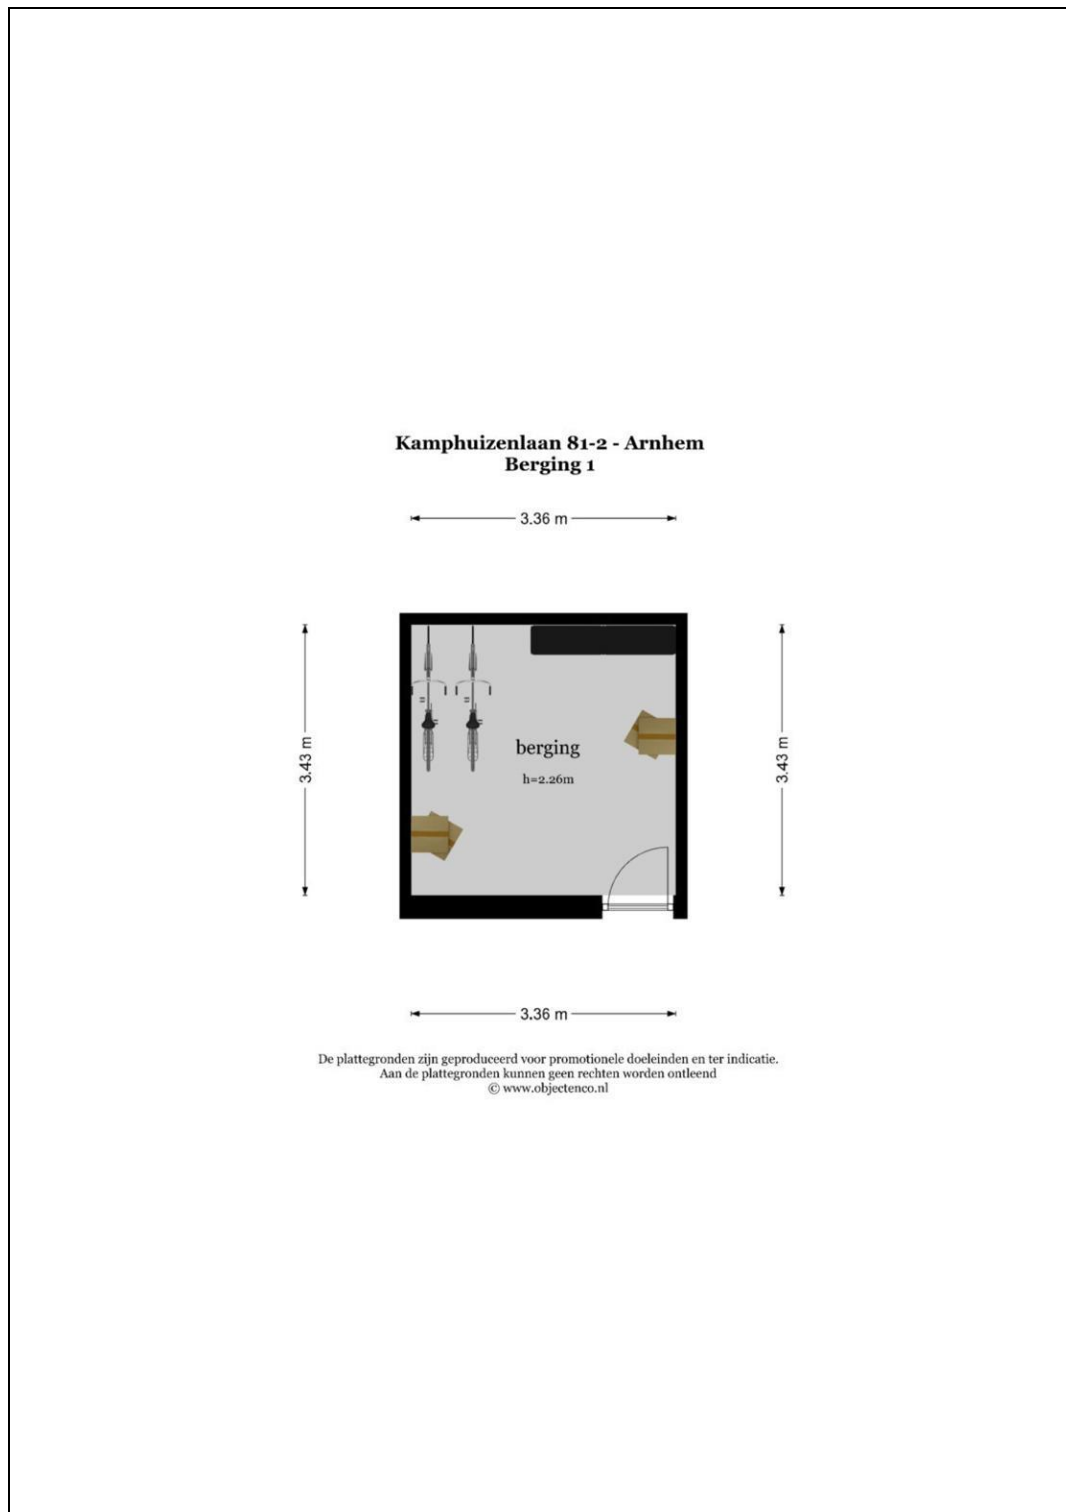 Kamphuizenlaan 81-2 - Arnhem
Berging 1
3.36 m
3.43 m
3.43 m
berging
h=2.26m
3.36 m
De plattegronden zijn geproduceerd voor promotionele doeleinden en ter indicatie.
Aan de plattegronden kunnen geen rechten worden ontleend
© www.objectenco.nl